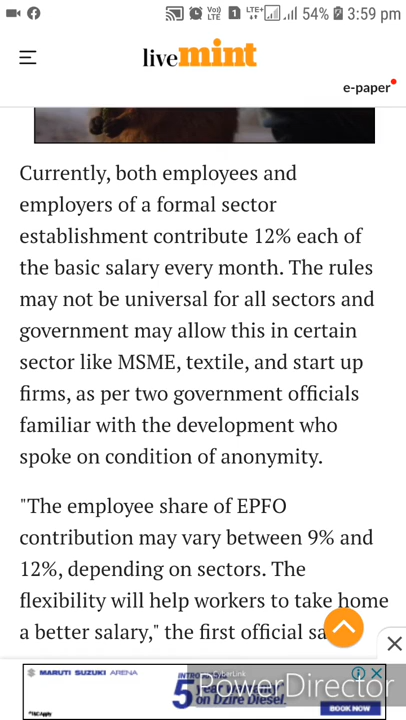 Vo)) LTE 1 LTE+ 54% 3:59 pm
livemint
e-paper
Currently, both employees and
employers of a formal sector
establishment contribute 12% each of
the basic salary every month. The rules
may not be universal for all sectors and
government may allow this in certain
sector like MSME, textile, and start up
firms, as per two government officials
familiar with the development who
spoke on condition of anonymity.
"The employee share of EPFO
contribution may vary between 9% and
12%, depending on sectors. The
flexibility will help workers to take home
a better salary," the first official sa
MARUTI SUZUKI ARENA
5 year warranty
on Dzire Diesel.
*T&C Apply
BOOK NOW
CyberLink
PowerDirector